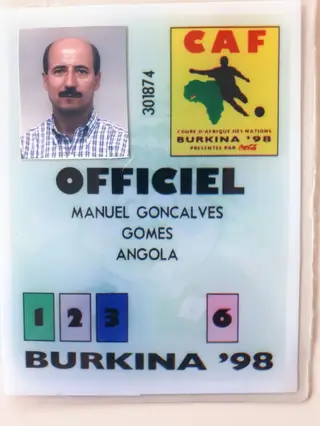 301874
CAF
COUPE D'AFRIQUE DES NATIONS
BURKINA '98
PRESENTEE PAR Coca-Cola
OFFICIEL
MANUEL GONCALVES
GOMES
ANGOLA
1 2 3 6
BURKINA '98